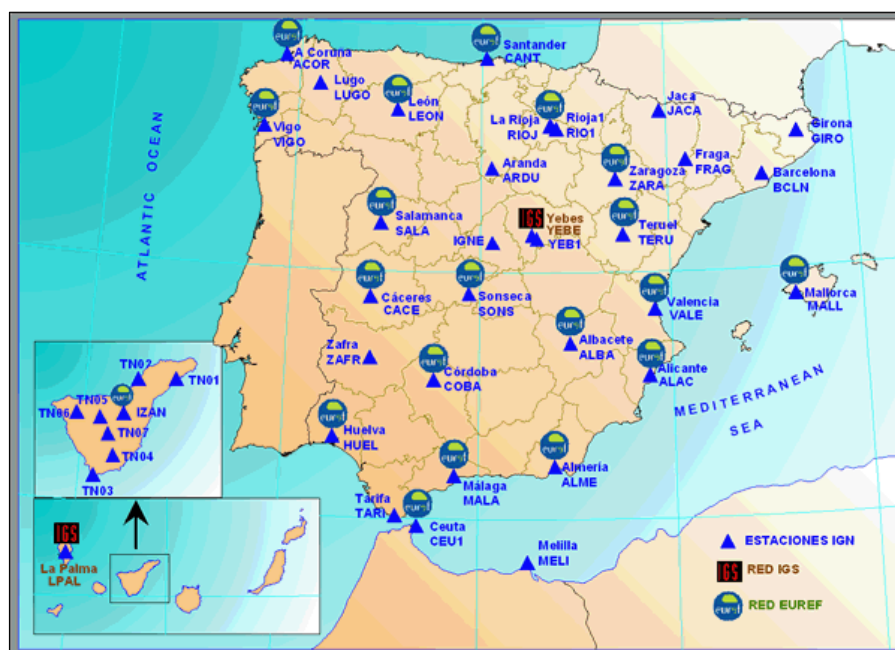 A Coruna
ACOR
Santander
CANT
Lugo
LUGO
León
LEON
La Rioja
RIOJ
Rioja1
RIO1
Jaca
JACA
Girona
GIRO
Vigo
VIGO
Aranda
ARDU
Zaragoza
ZARA
Fraga
FRAG
Barcelona
BCLN
ATLANTIC OCEAN
Salamanca
SALA
IGNE
IGS
Yebes
YEBE
YEB1
Teruel
TERU
Cáceres
CACE
Sonseca
SONS
Valencia
VALE
Mallorca
MALL
Zafra
ZAFR
Córdoba
COBA
Albacete
ALBA
Alicante
ALAC
MEDITERRANEAN
SEA
TN02
TN01
TN05
TN06
IZAN
TN07
TN04
TN03
Huelva
HUEL
Málaga
MALA
Almería
ALME
Tarifa
TARI
Ceuta
CEU1
Melilla
MELI
IGS
La Palma
LPAL
ESTACIONES IGN
IGS
RED IGS
euref
RED EUREF